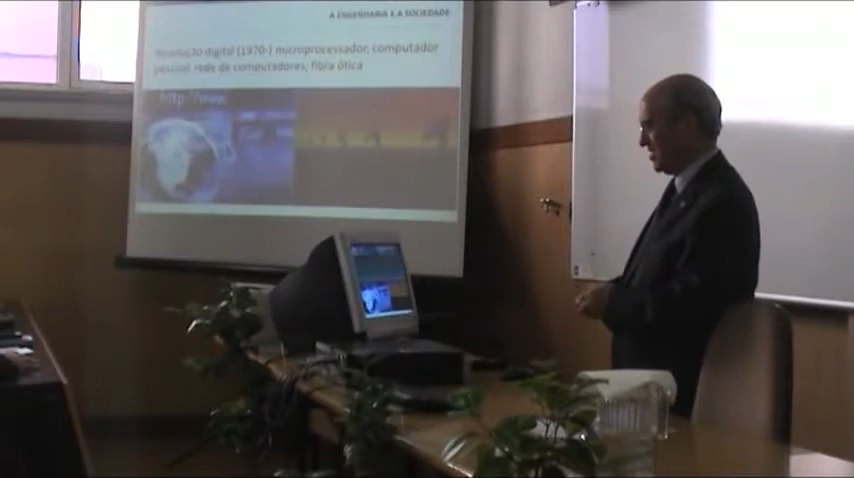 A ENGENHARIA E A SOCIEDADE
Revolução digital (1970-) microprocessador, computador
pessoal, rede de computadores, fibra ótica
http://www